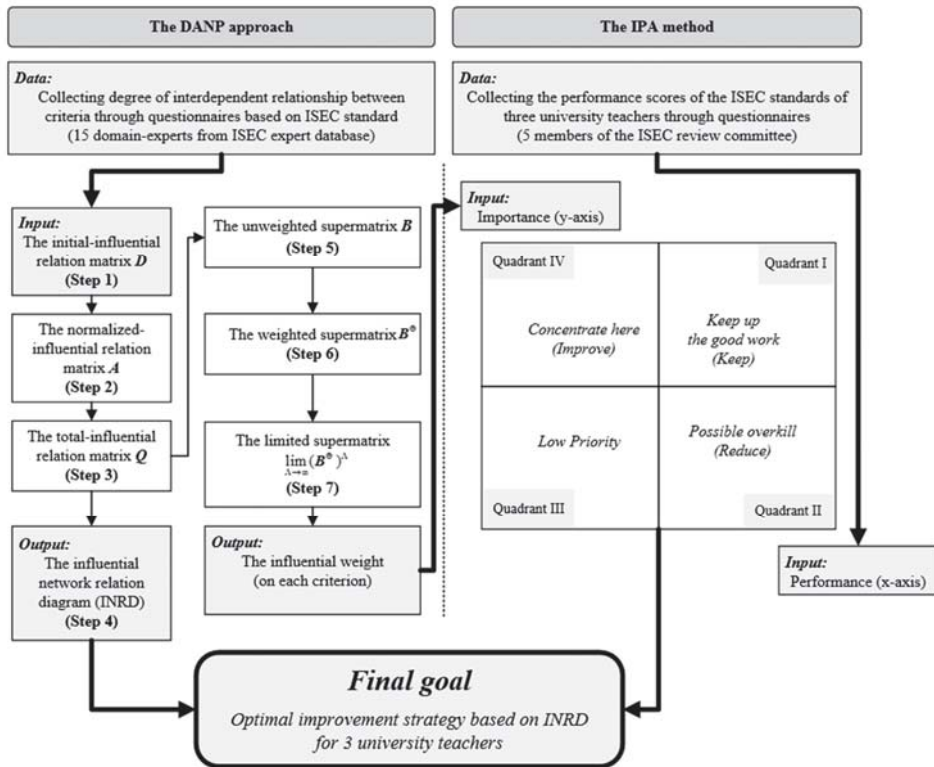 The DANP approach
Data:
Collecting degree of interdependent relationship between
criteria through questionnaires based on ISEC standard
(15 domain-experts from ISEC expert database)
Input:
The initial-influential
relation matrix D
(Step 1)
The normalized-
influential relation
matrix A
(Step 2)
The total-influential
relation matrix Q
(Step 3)
Output:
The influential
network relation
diagram (INRD)
(Step 4)
The unweighted supermatrix B
(Step 5)
The weighted supermatrix B⊕
(Step 6)
The limited supermatrix
lim (B⊕)^Λ
Λ→∞
(Step 7)
Output:
The influential weight
(on each criterion)
The IPA method
Data:
Collecting the performance scores of the ISEC standards of
three university teachers through questionnaires
(5 members of the ISEC review committee)
Input:
Importance (y-axis)
Quadrant IV
Concentrate here
(Improve)
Quadrant I
Keep up
the good work
(Keep)
Low Priority
Quadrant III
Possible overkill
(Reduce)
Quadrant II
Input:
Performance (x-axis)
Final goal
Optimal improvement strategy based on INRD
for 3 university teachers